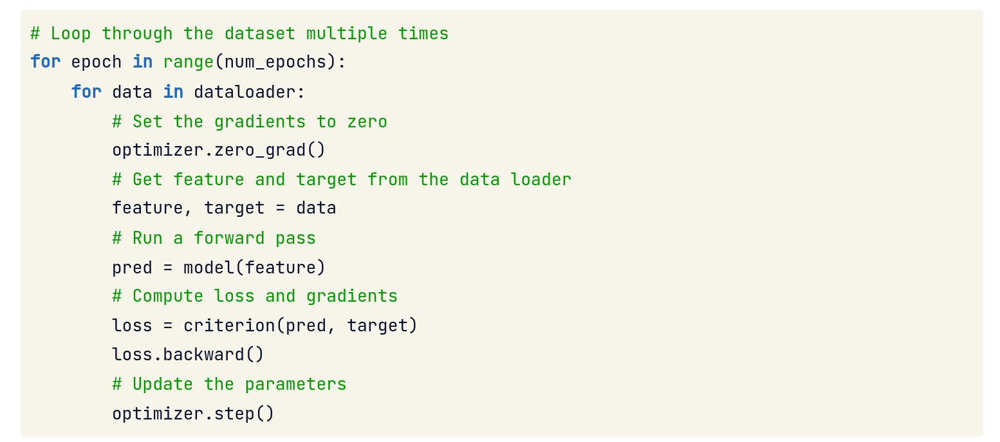 # Loop through the dataset multiple times
for epoch in range(num_epochs):
    for data in dataloader:
        # Set the gradients to zero
        optimizer.zero_grad()
        # Get feature and target from the data loader
        feature, target = data
        # Run a forward pass
        pred = model(feature)
        # Compute loss and gradients
        loss = criterion(pred, target)
        loss.backward()
        # Update the parameters
        optimizer.step()